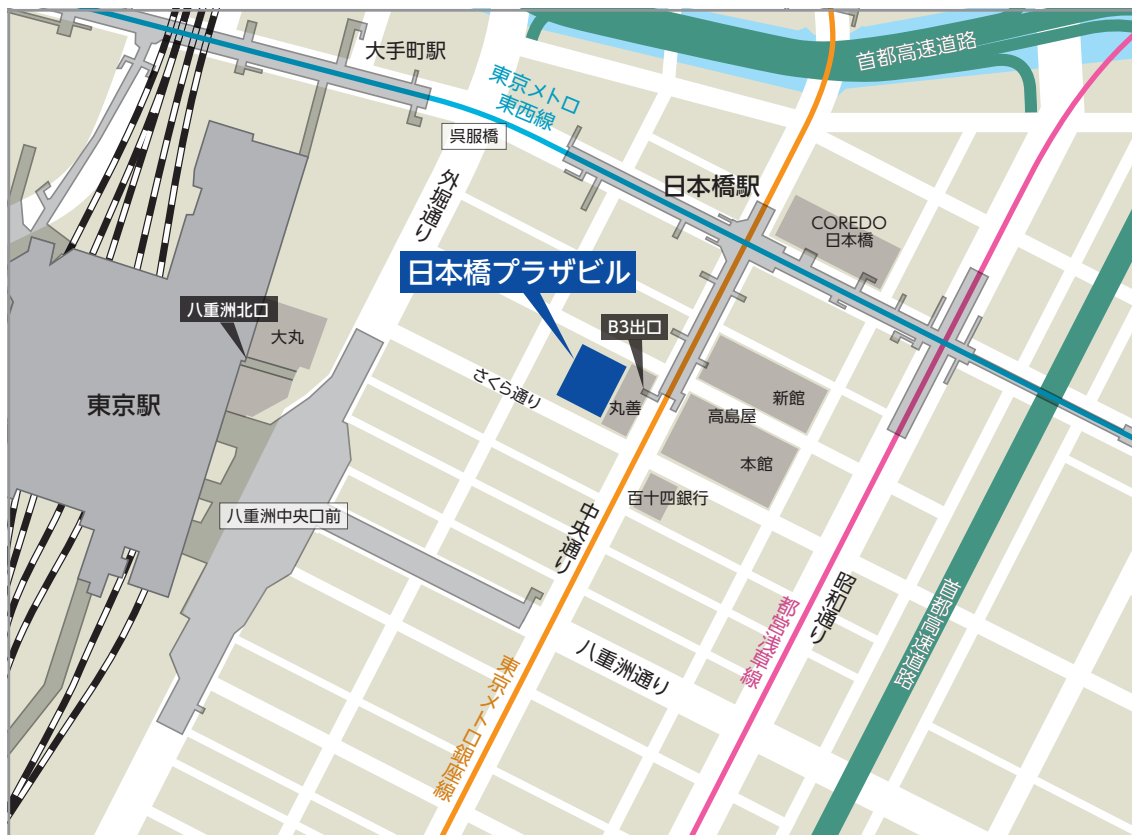 大手町駅
首都高速道路
東京メトロ
東西線
呉服橋
外堀通り
日本橋駅
COREDO
日本橋
日本橋プラザビル
八重洲北口
大丸
B3出口
さくら通り
丸善
新館
高島屋
本館
東京駅
百十四銀行
八重洲中央口前
中央通り
昭和通り
都営浅草線
首都高速道路
八重洲通り
東京メトロ銀座線